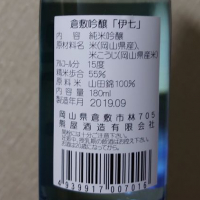 倉敷吟醸「伊七」
内容 純米吟醸
原材料名 米(岡山県産)、
米こうじ(岡山県産米)
アルコール分 15度
精米歩合 55%
原料米 山田錦100%
内容量 180ml
製造年月 2019.09
岡山県倉敷市林705
熊屋酒造有限会社
4939917007018